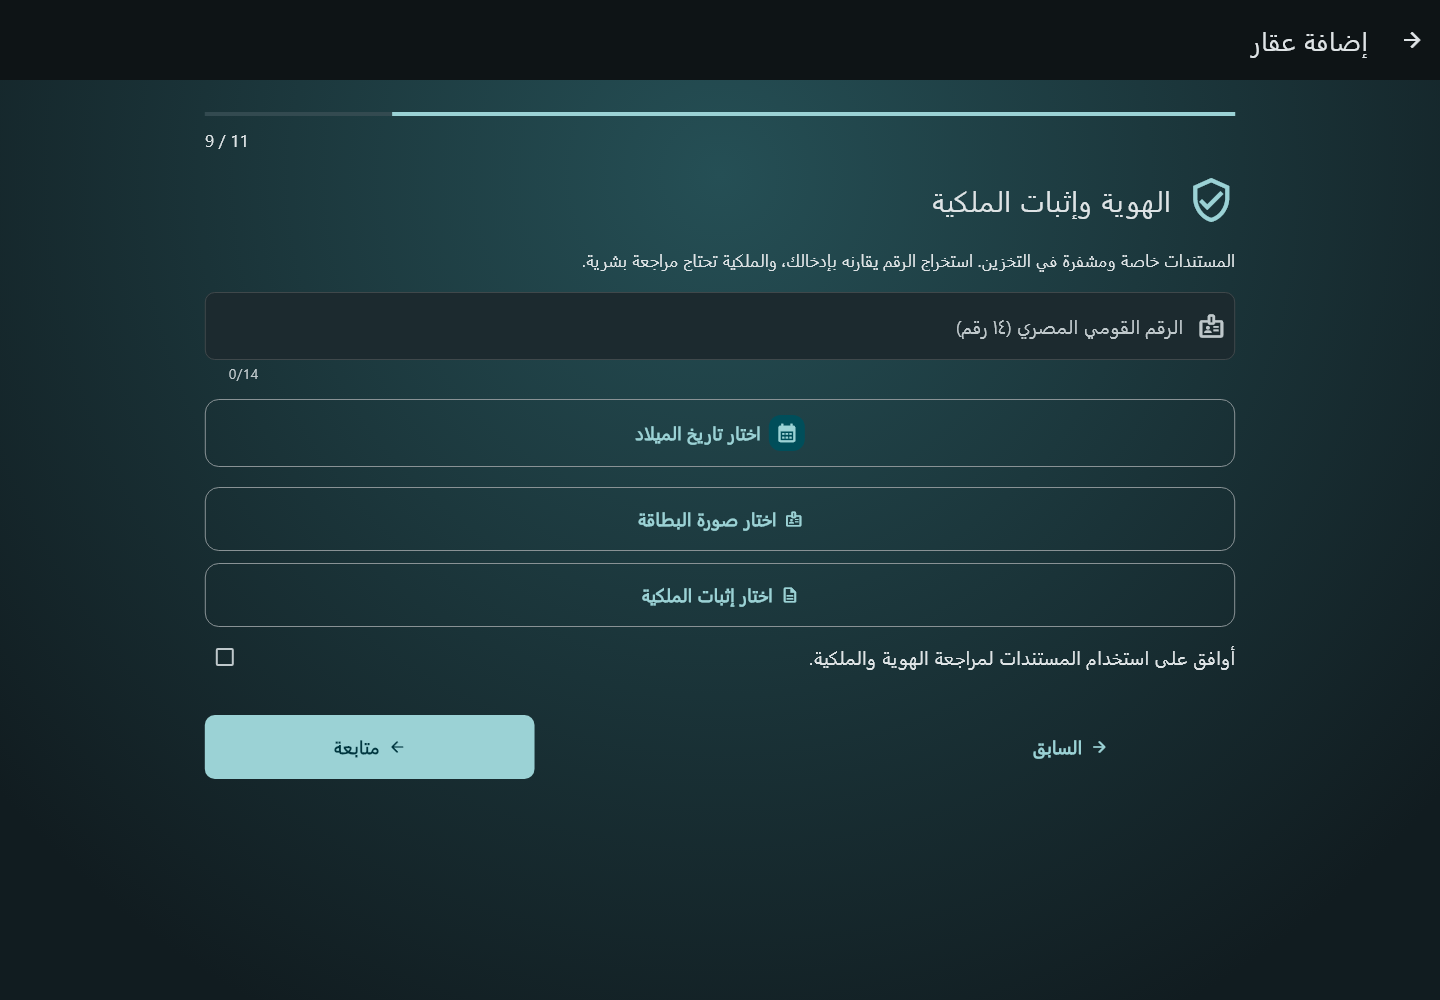 إضافة عقار
9 / 11
الهوية وإثبات الملكية
المستندات خاصة ومشفرة في التخزين. استخراج الرقم يقارنه بإدخالك، والملكية تحتاج مراجعة بشرية.
الرقم القومي المصري (١٤ رقم)
0/14
اختار تاريخ الميلاد
اختار صورة البطاقة
اختار إثبات الملكية
أوافق على استخدام المستندات لمراجعة الهوية والملكية.
السابق
متابعة